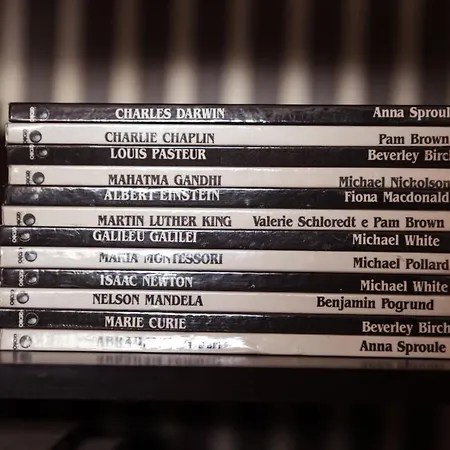 CHARLES DARWIN Anna Sproule
CHARLIE CHAPLIN Pam Brown
LOUIS PASTEUR Beverley Birch
MAHATMA GANDHI Michael Nicholson
ALBERT EINSTEIN Fiona Macdonald
MARTIN LUTHER KING Valerie Schloredt e Pam Brown
GALILEU GALILEI Michael White
MARIA MONTESSORI Michael Pollard
ISAAC NEWTON Michael White
NELSON MANDELA Benjamin Pogrund
MARIE CURIE Beverley Birch
Anna Sproule